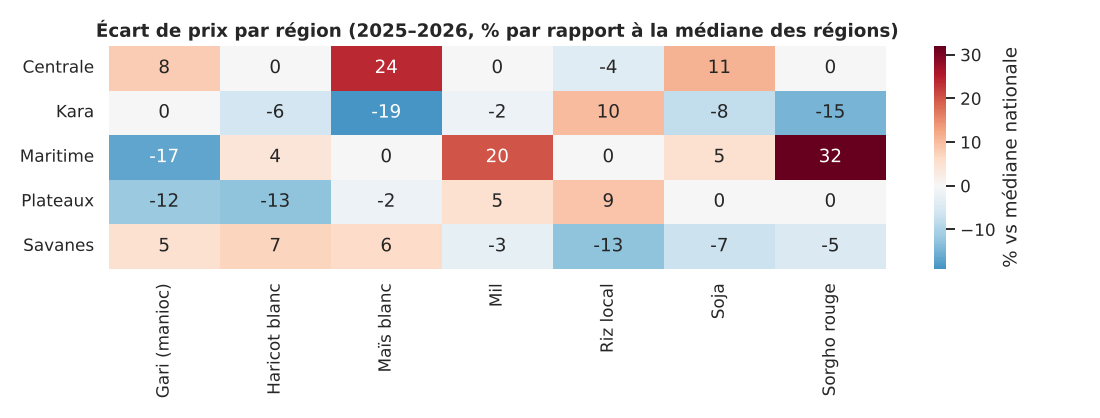 Écart de prix par région (2025–2026, % par rapport à la médiane des régions)
Centrale 8 0 24 0 -4 11 0
Kara 0 -6 -19 -2 10 -8 -15
Maritime -17 4 0 20 0 5 32
Plateaux -12 -13 -2 5 9 0 0
Savanes 5 7 6 -3 -13 -7 -5
Gari (manioc)
Haricot blanc
Maïs blanc
Mil
Riz local
Soja
Sorgho rouge
30
20
10
0
−10
% vs médiane nationale